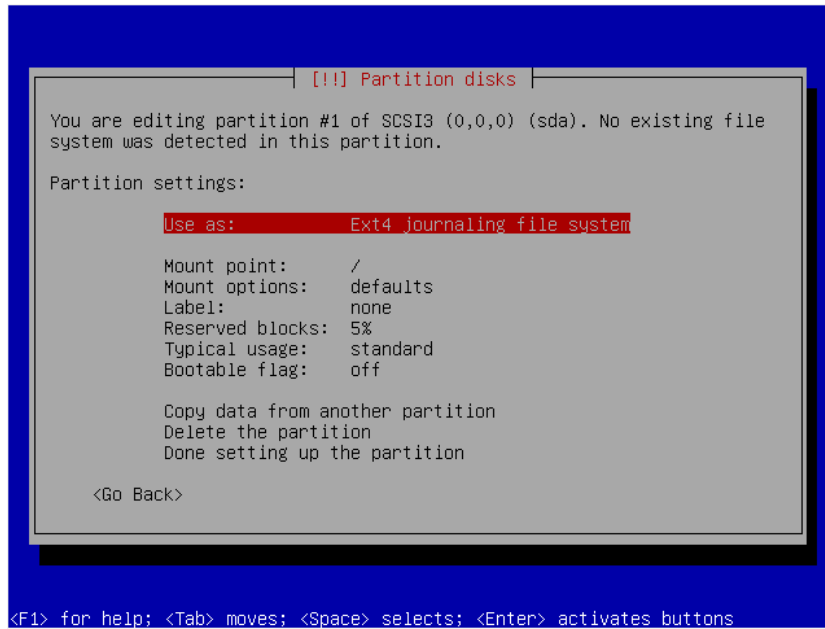 [!!] Partition disks
You are editing partition #1 of SCSI3 (0,0,0) (sda). No existing file
system was detected in this partition.
Partition settings:
Use as: Ext4 journaling file system
Mount point: /
Mount options: defaults
Label: none
Reserved blocks: 5%
Typical usage: standard
Bootable flag: off
Copy data from another partition
Delete the partition
Done setting up the partition
<Go Back>
<F1> for help; <Tab> moves; <Space> selects; <Enter> activates buttons